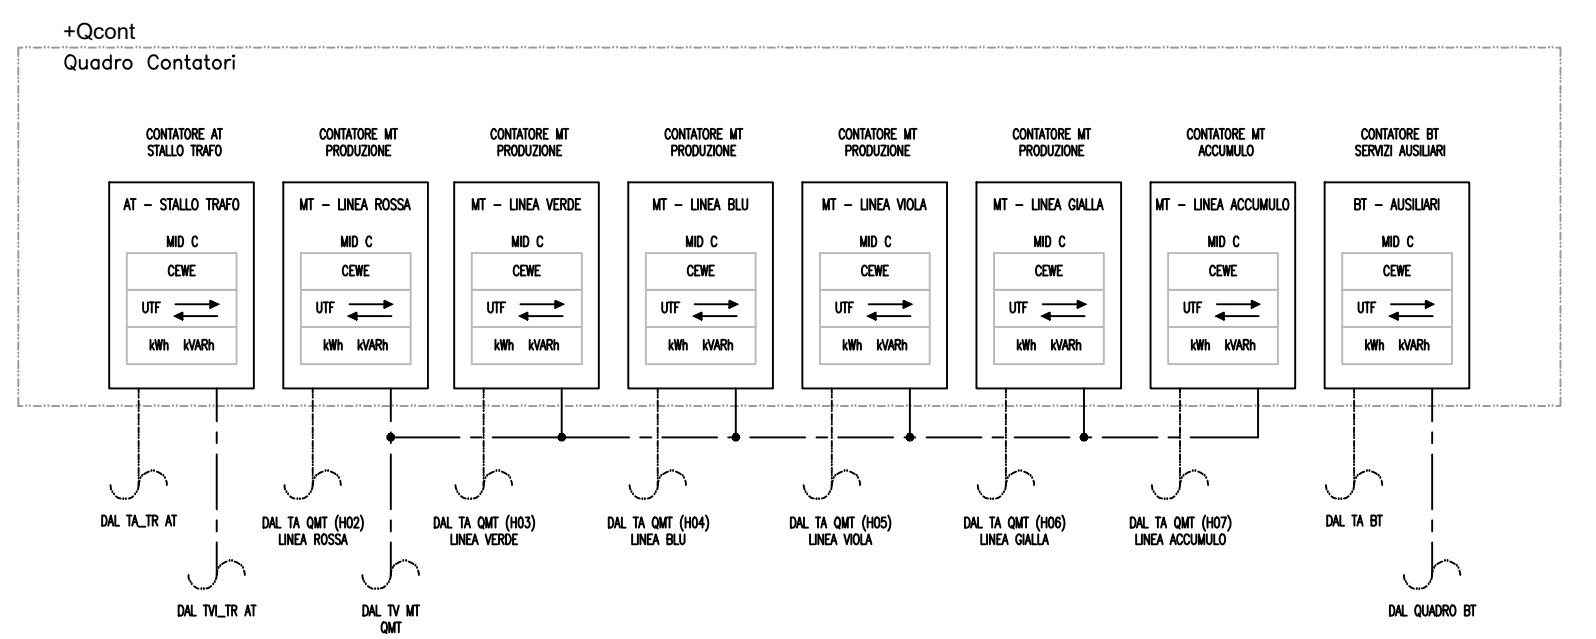 +Qcont
Quadro Contatori
CONTATORE AT
STALLO TRAFO
CONTATORE MT
PRODUZIONE
CONTATORE MT
PRODUZIONE
CONTATORE MT
PRODUZIONE
CONTATORE MT
PRODUZIONE
CONTATORE MT
PRODUZIONE
CONTATORE MT
ACCUMULO
CONTATORE BT
SERVIZI AUSILIARI
AT - STALLO TRAFO
MID C
CEWE
UTF
kWh kVARh
MT - LINEA ROSSA
MID C
CEWE
UTF
kWh kVARh
MT - LINEA VERDE
MID C
CEWE
UTF
kWh kVARh
MT - LINEA BLU
MID C
CEWE
UTF
kWh kVARh
MT - LINEA VIOLA
MID C
CEWE
UTF
kWh kVARh
MT - LINEA GIALLA
MID C
CEWE
UTF
kWh kVARh
MT - LINEA ACCUMULO
MID C
CEWE
UTF
kWh kVARh
BT - AUSILIARI
MID C
CEWE
UTF
kWh kVARh
DAL TA_TR AT
DAL TVI_TR AT
DAL TA QMT (H02)
LINEA ROSSA
DAL TV MT
QMT
DAL TA QMT (H03)
LINEA VERDE
DAL TA QMT (H04)
LINEA BLU
DAL TA QMT (H05)
LINEA VIOLA
DAL TA QMT (H06)
LINEA GIALLA
DAL TA QMT (H07)
LINEA ACCUMULO
DAL TA BT
DAL QUADRO BT